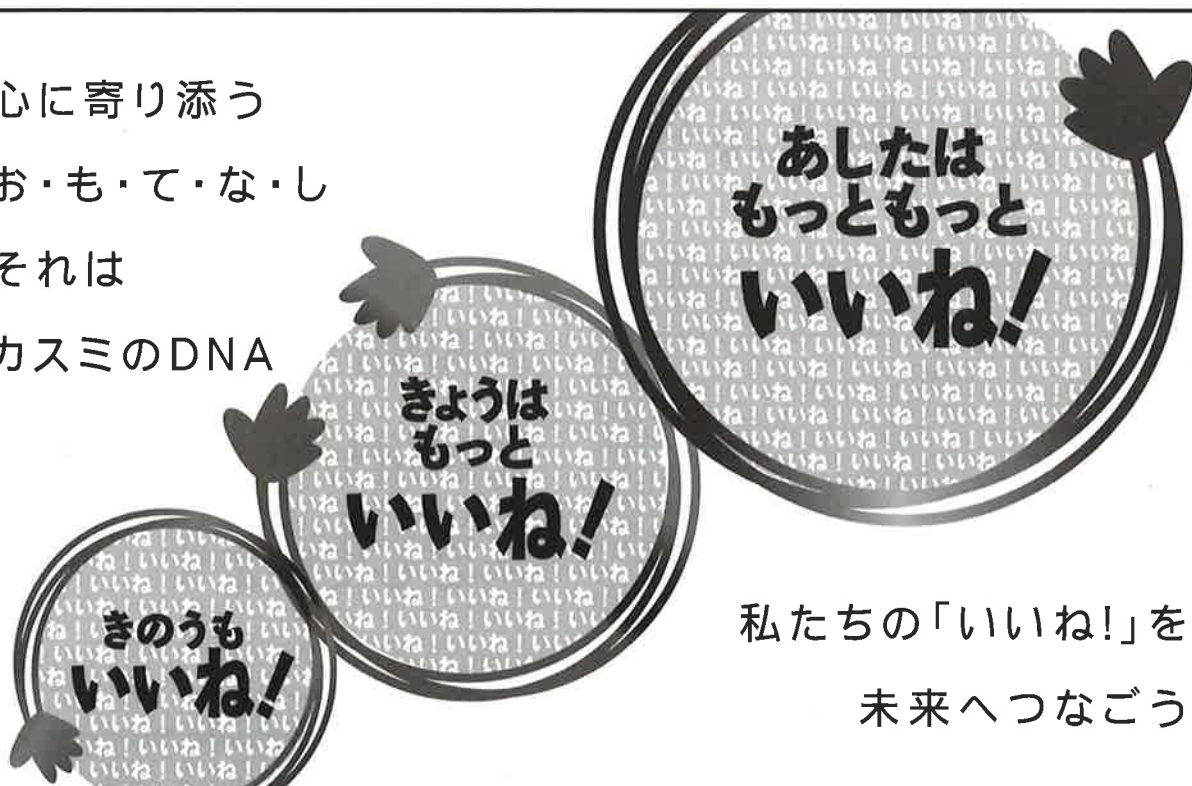 心に寄り添う
お・も・て・な・し
それは
カスミのDNA
あしたは
もっともっと
いいね!
きょうは
もっと
いいね!
きのうも
いいね!
私たちの「いいね!」を
未来へつなごう